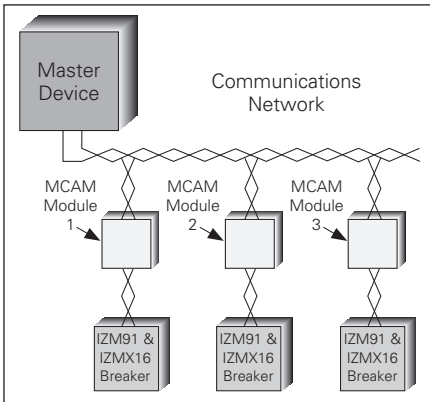 Master
Device
Communications
Network
MCAM
Module
1
MCAM
Module
2
MCAM
Module
3
IZM91 &
IZMX16
Breaker
IZM91 &
IZMX16
Breaker
IZM91 &
IZMX16
Breaker